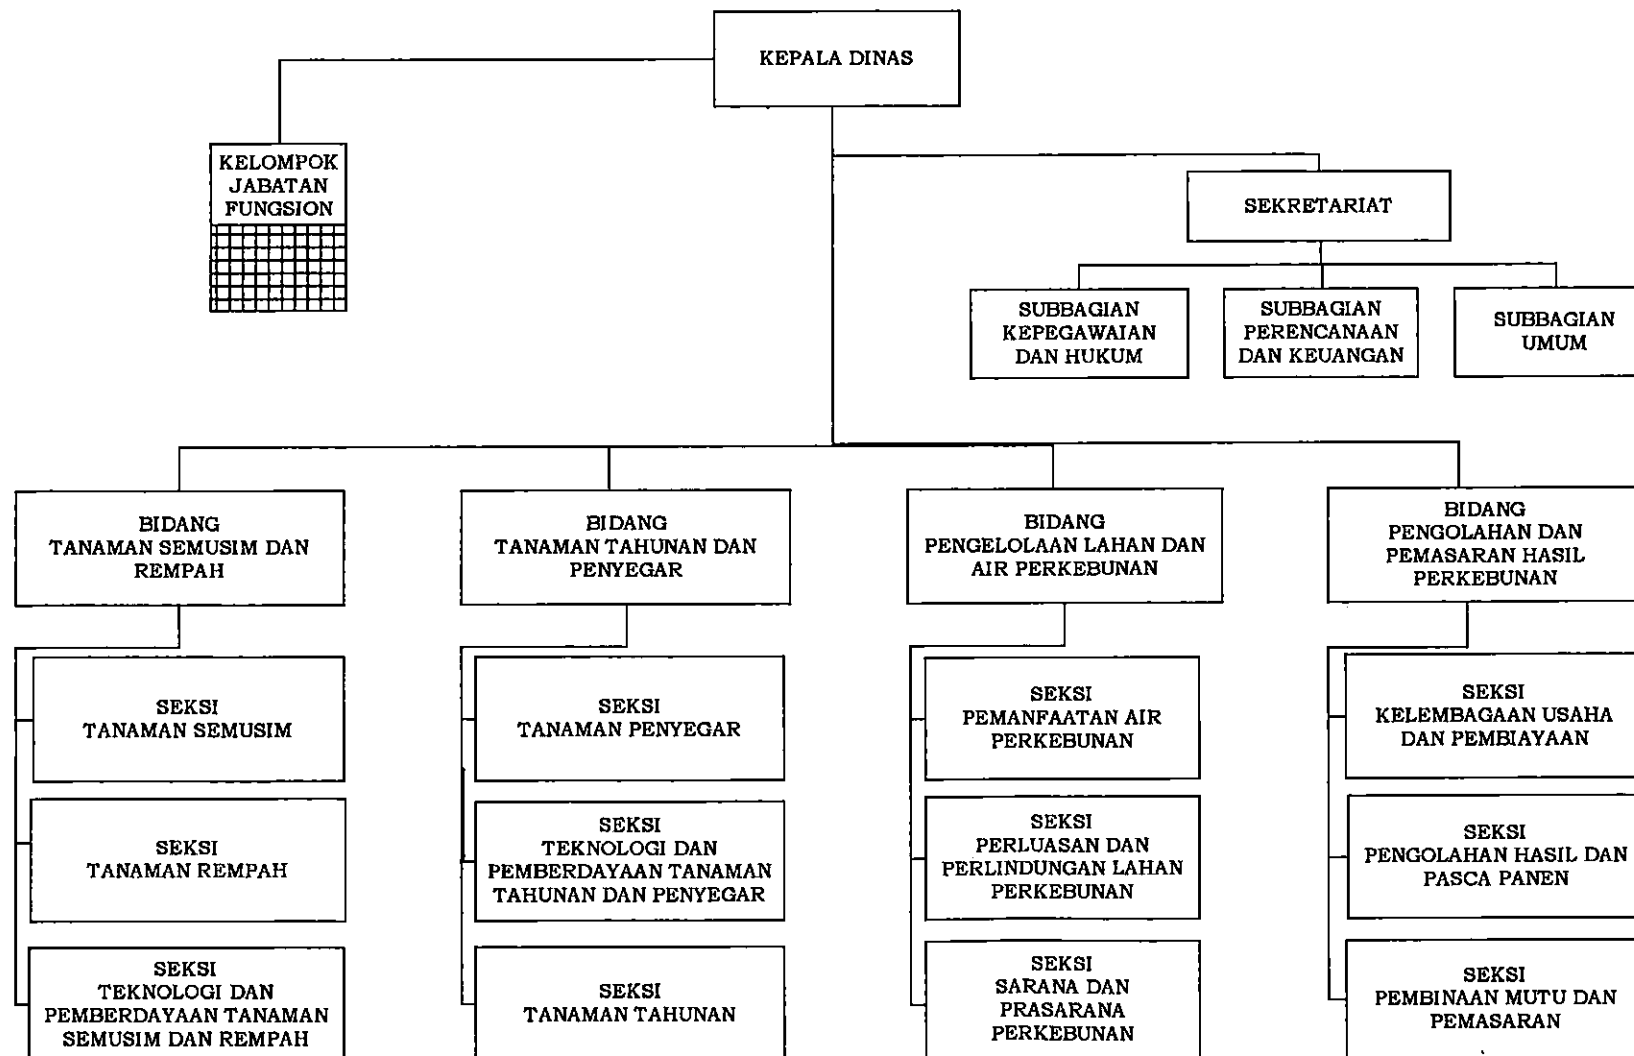 KEPALA DINAS
KELOMPOK
JABATAN
FUNGSION
SEKRETARIAT
SUBBAGIAN
KEPEGAWAIAN
DAN HUKUM
SUBBAGIAN
PERENCANAAN
DAN KEUANGAN
SUBBAGIAN
UMUM
BIDANG
TANAMAN SEMUSIM DAN
REMPAH
BIDANG
TANAMAN TAHUNAN DAN
PENYEGAR
BIDANG
PENGELOLAAN LAHAN DAN
AIR PERKEBUNAN
BIDANG
PENGOLAHAN DAN
PEMASARAN HASIL
PERKEBUNAN
SEKSI
TANAMAN SEMUSIM
SEKSI
TANAMAN PENYEGAR
SEKSI
PEMANFAATAN AIR
PERKEBUNAN
SEKSI
KELEMBAGAAN USAHA
DAN PEMBIAYAAN
SEKSI
TANAMAN REMPAH
SEKSI
TEKNOLOGI DAN
PEMBERDAYAAN TANAMAN
TAHUNAN DAN PENYEGAR
SEKSI
PERLUASAN DAN
PERLINDUNGAN LAHAN
PERKEBUNAN
SEKSI
PENGOLAHAN HASIL DAN
PASCA PANEN
SEKSI
TEKNOLOGI DAN
PEMBERDAYAAN TANAMAN
SEMUSIM DAN REMPAH
SEKSI
TANAMAN TAHUNAN
SEKSI
SARANA DAN
PRASARANA
PERKEBUNAN
SEKSI
PEMBINAAN MUTU DAN
PEMASARAN